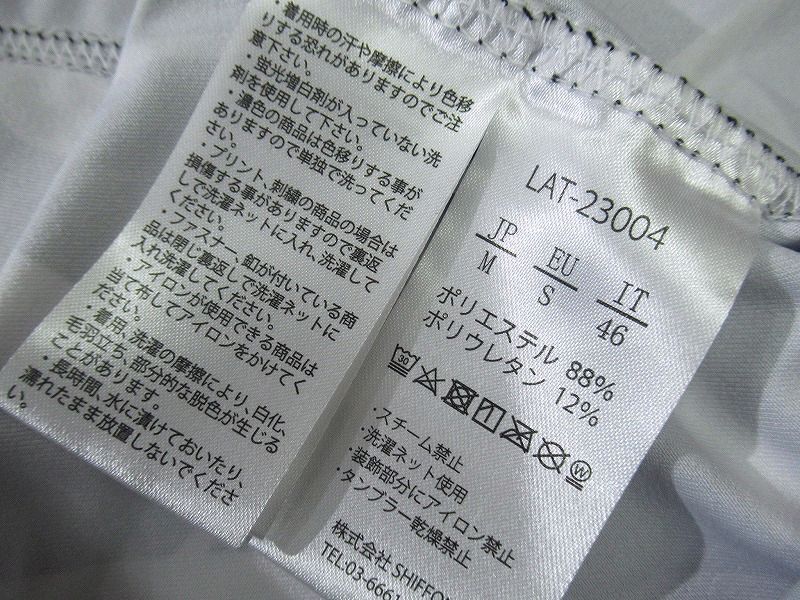 ・着用時の汗や摩擦により色移
りする恐れがありますのでご注
意下さい。
・蛍光増白剤が入っていない洗
剤を使用して下さい。
・濃色の商品は色移りする事が
ありますので単独で洗ってくだ
さい。
・プリント、刺繍の商品の場合は
損傷する事がありますので裏返
しで洗濯ネットに入れ、洗濯して
ください。
・ファスナー、釦が付いている商
品は閉じ裏返しで洗濯ネットに
入れ洗濯してください。
・アイロンが使用できる商品は
当て布してアイロンをかけてく
ださい。
・着用、洗濯の摩擦により、白化、
毛羽立ち、部分的な脱色が生じる
ことがあります。
・長時間、水に漬けておいたり、
濡れたまま放置しないでくださ
い。
LAT-23004
JP EU IT
M S 46
ポリエステル 88%
ポリウレタン 12%
30 W
・スチーム禁止
・洗濯ネット使用
・装飾部分にアイロン禁止
・タンブラー乾燥禁止
株式会社 SHIFFON
TEL:03-6661